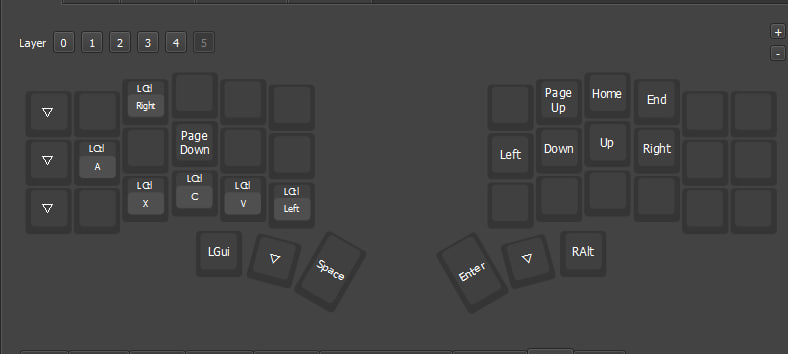 Layer 0 1 2 3 4 5
+
-
LCtl
Right
Page
Up
Home
End
LCtl
A
Page
Down
Left
Down
Up
Right
LCtl
X
LCtl
C
LCtl
V
LCtl
Left
LGui
Space
Enter
RAlt